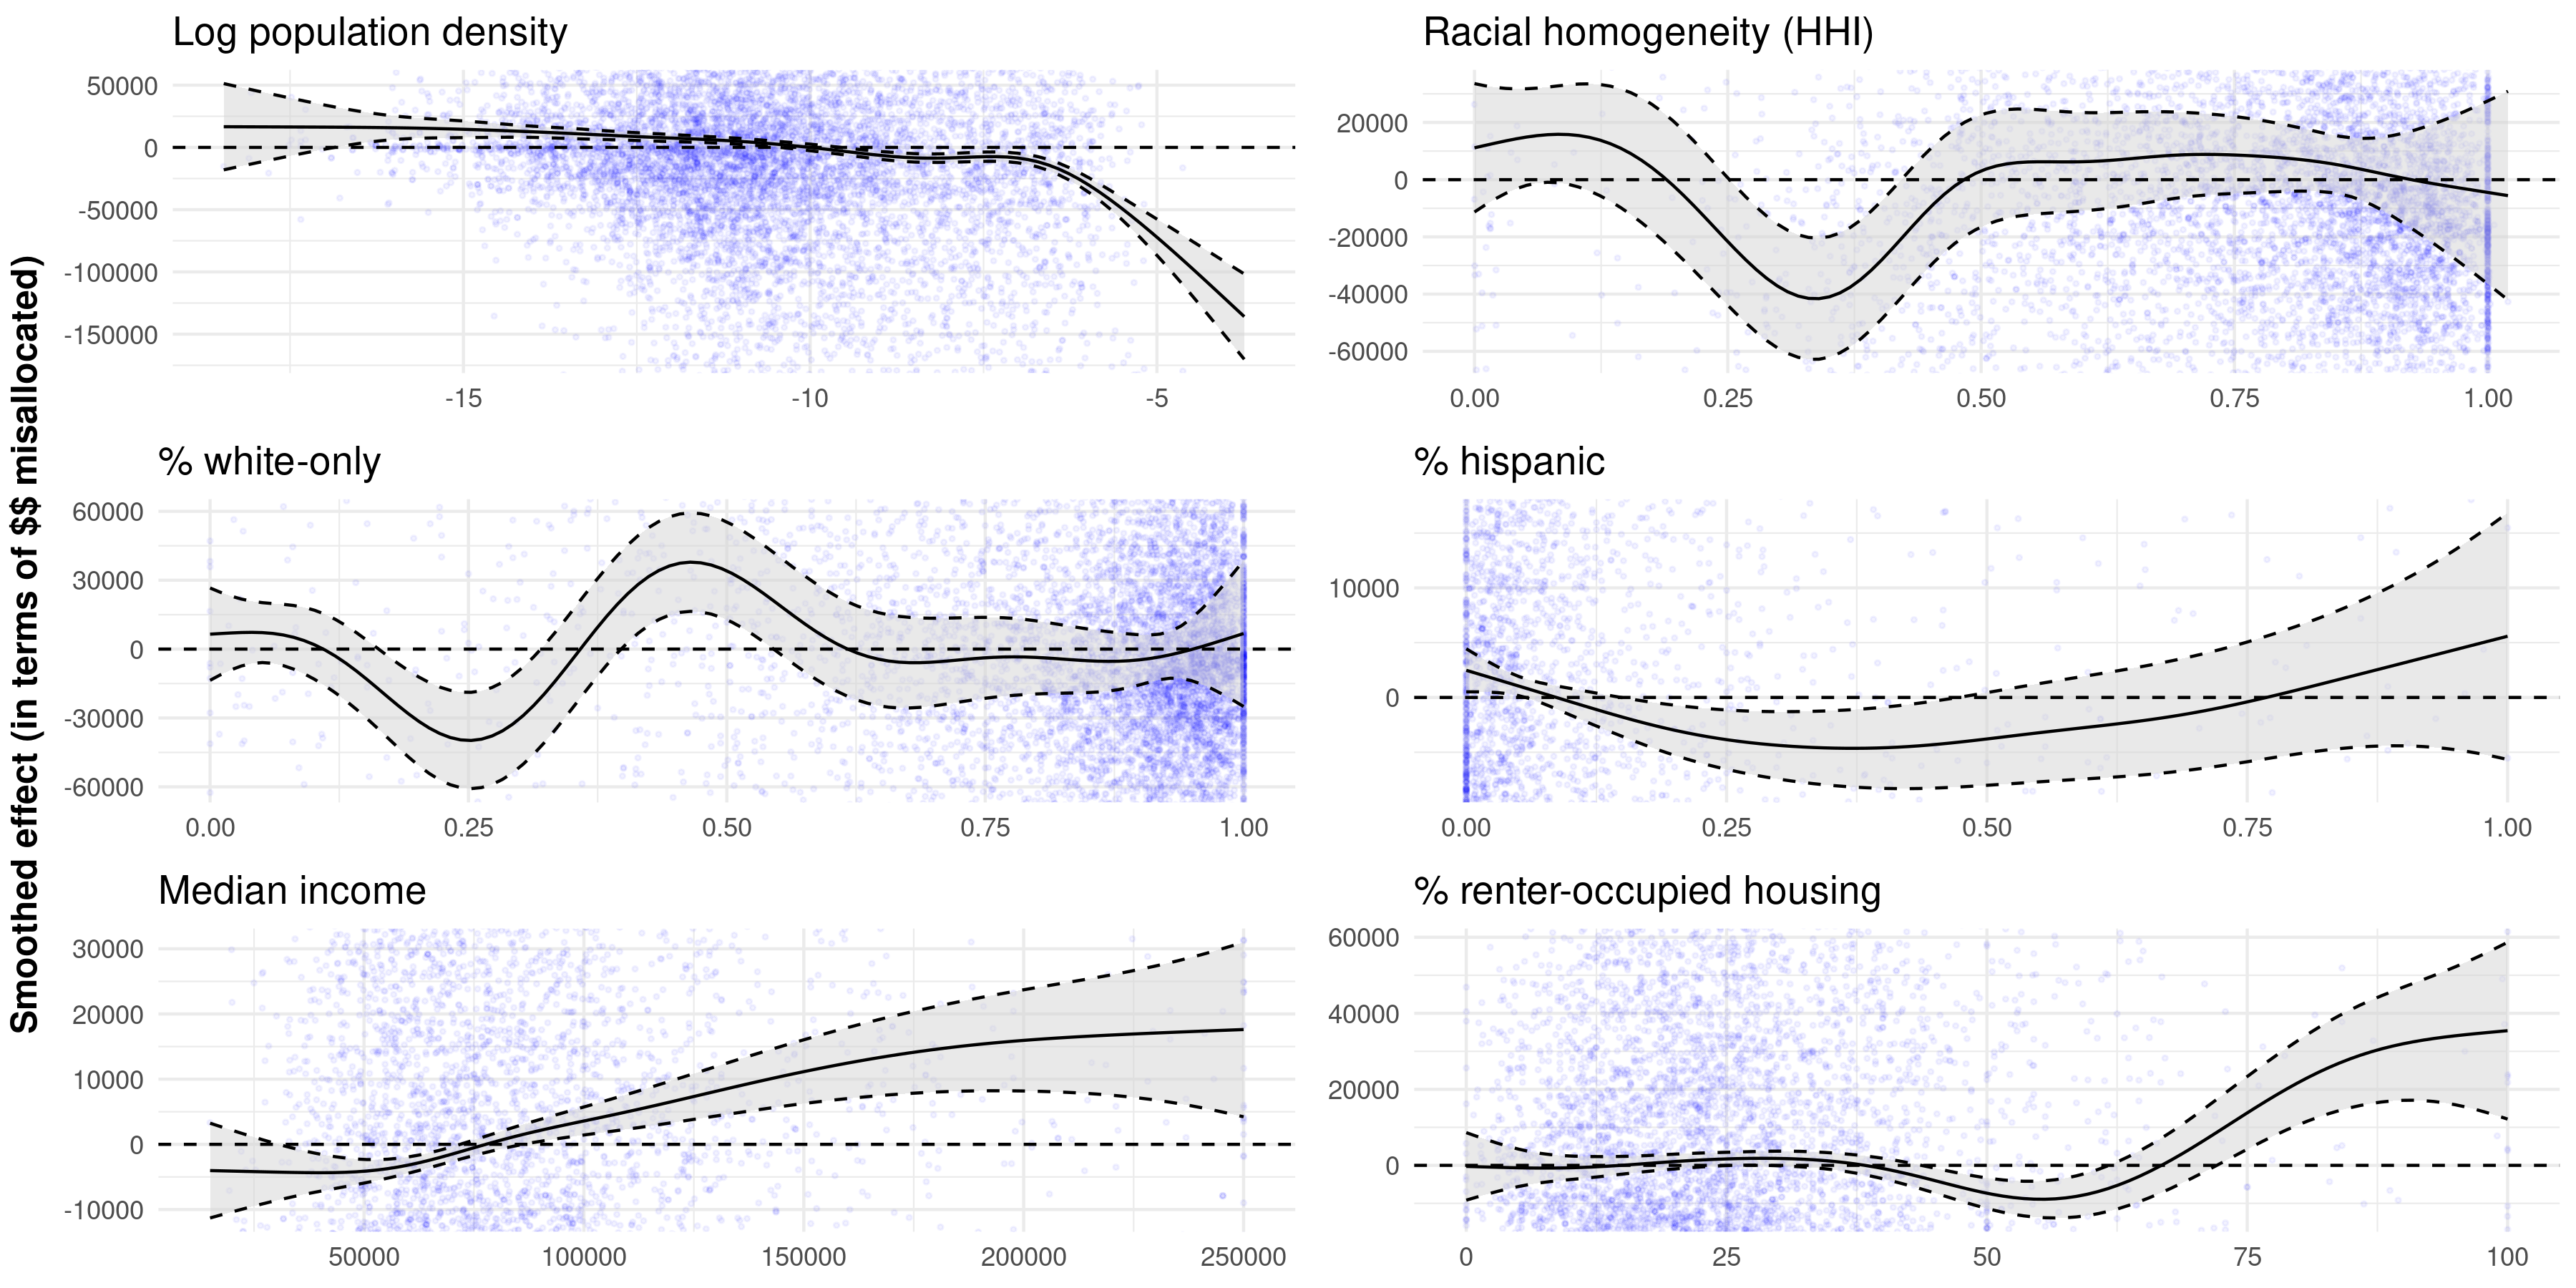 Smoothed effect (in terms of $$ misallocated)
Log population density
50000
0
-50000
-100000
-150000
-15 -10 -5
Racial homogeneity (HHI)
20000
0
-20000
-40000
-60000
0.00 0.25 0.50 0.75 1.00
% white-only
60000
30000
0
-30000
-60000
0.00 0.25 0.50 0.75 1.00
% hispanic
10000
0
0.00 0.25 0.50 0.75 1.00
Median income
30000
20000
10000
0
-10000
50000 100000 150000 200000 250000
% renter-occupied housing
60000
40000
20000
0
0 25 50 75 100